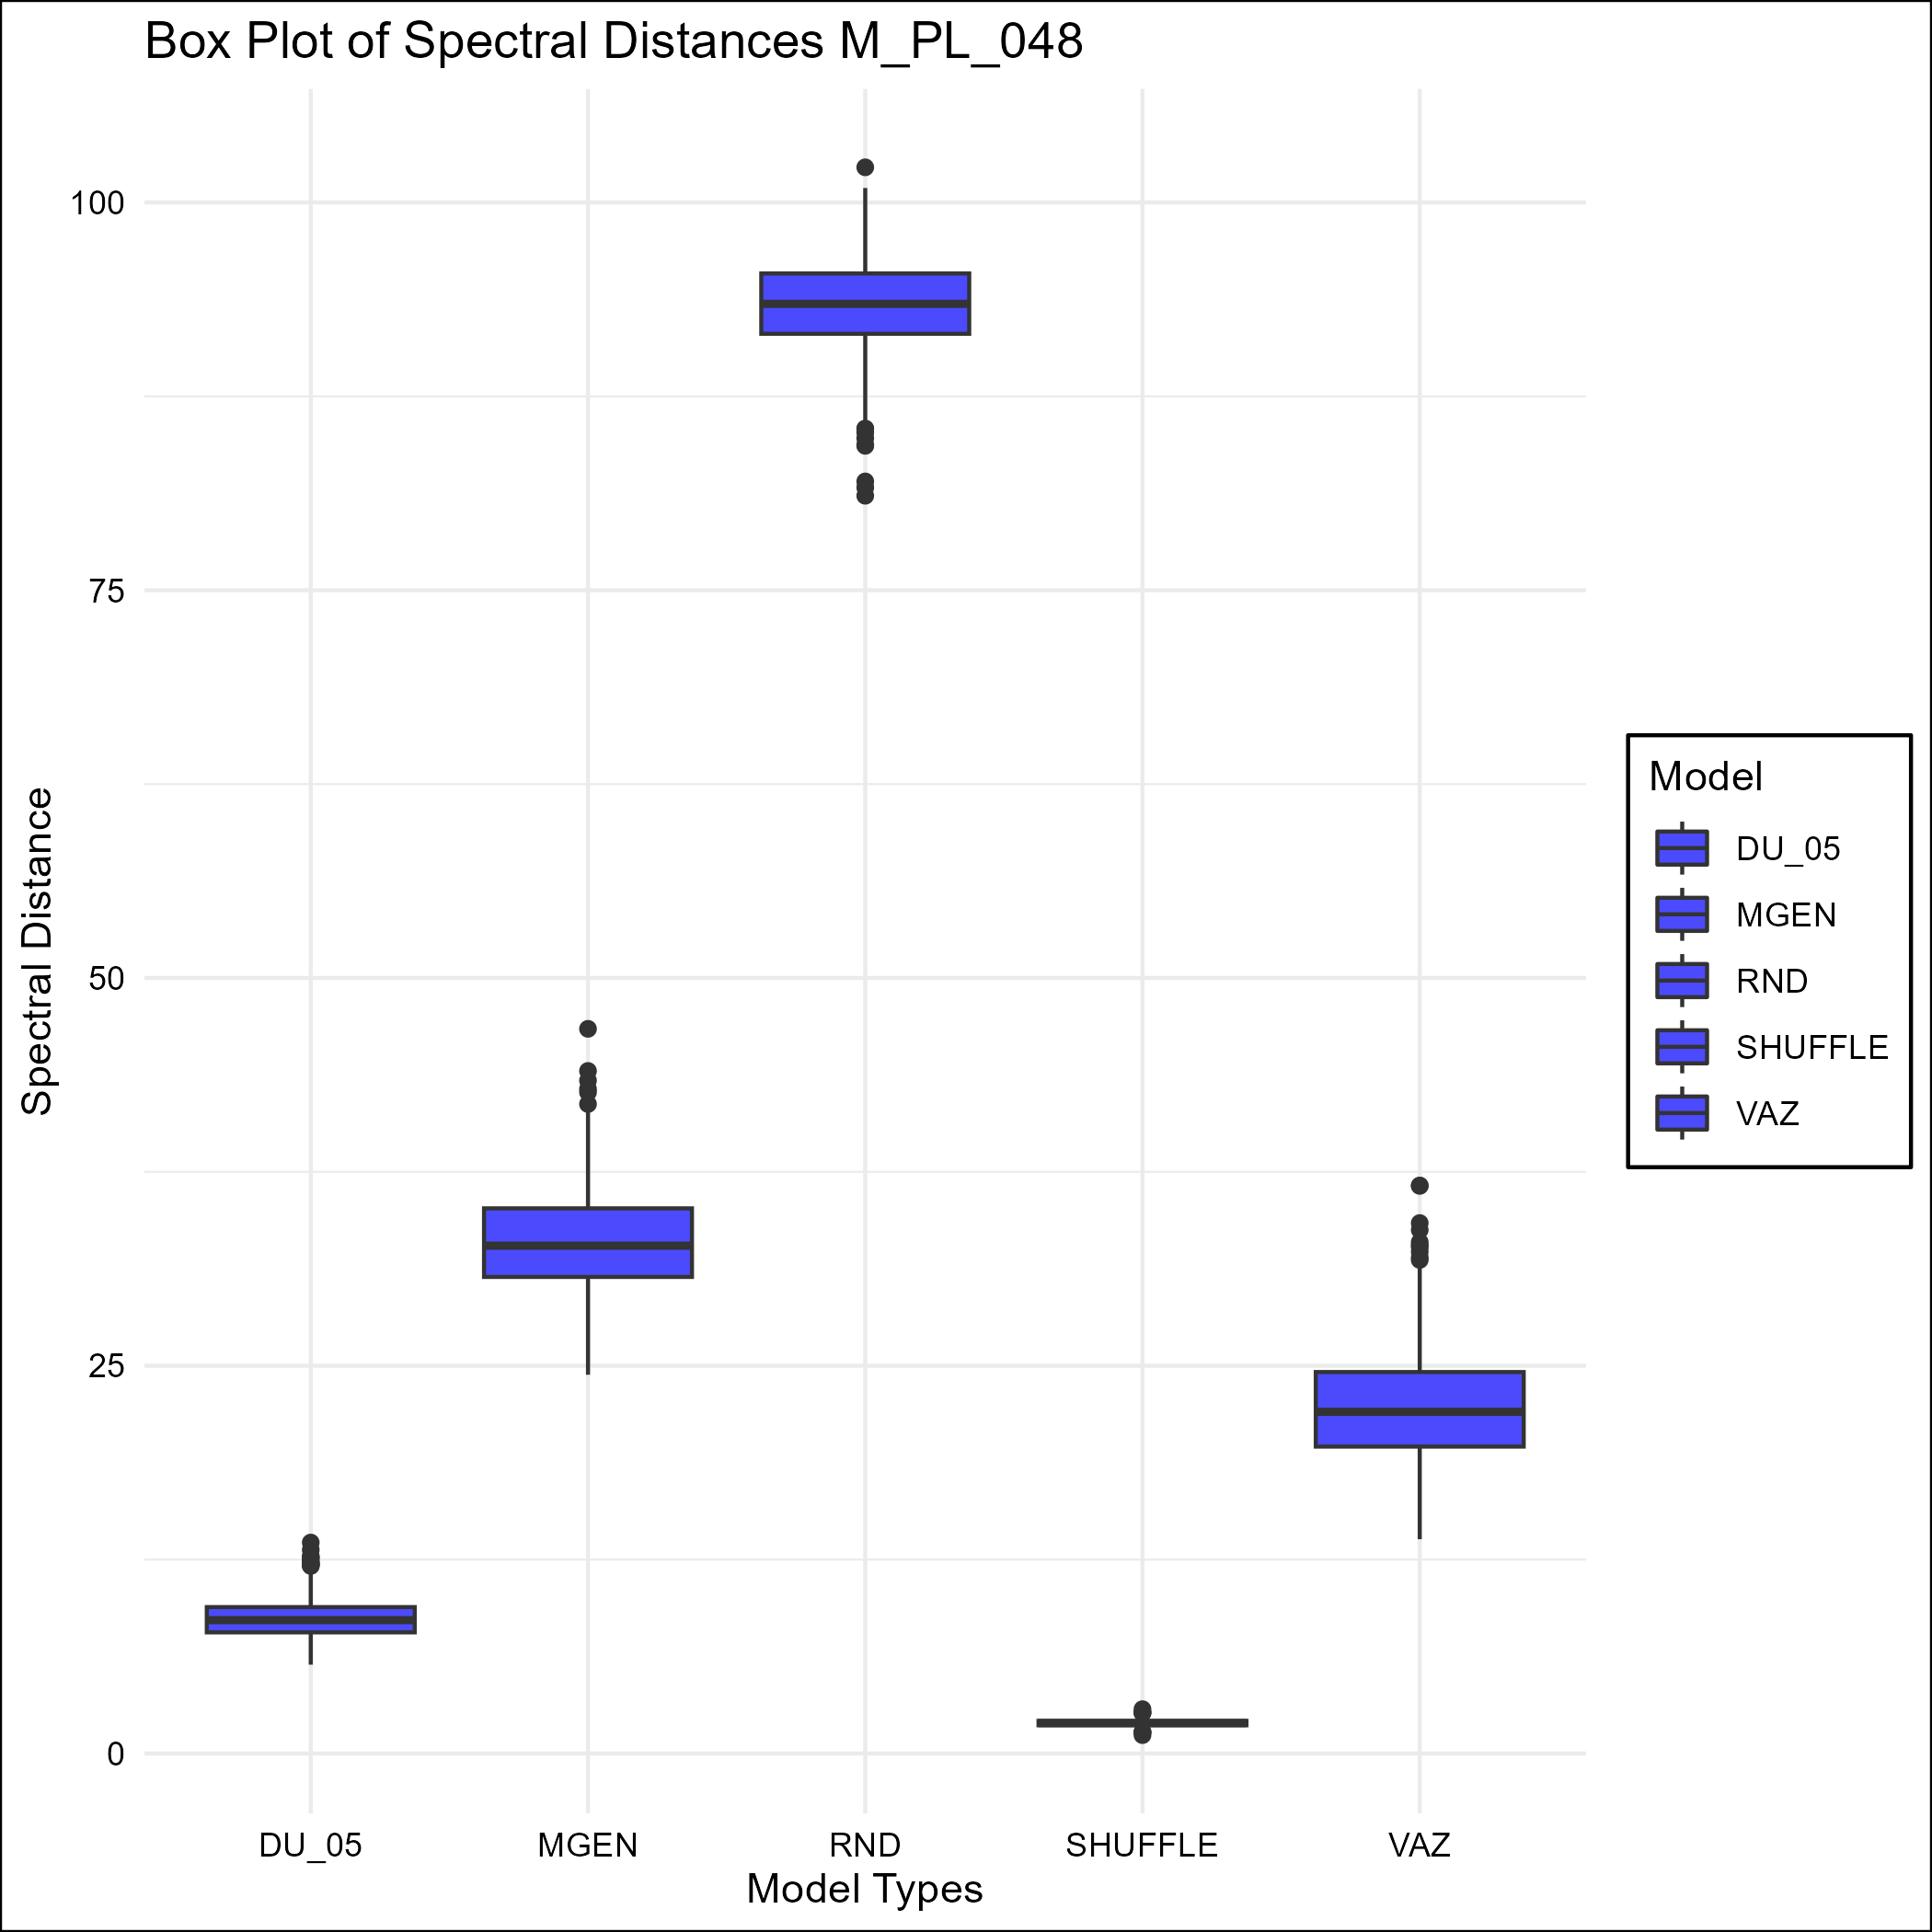 Box Plot of Spectral Distances M_PL_048
100
75
50
25
0
Spectral Distance
DU_05 MGEN RND SHUFFLE VAZ
Model Types
Model
DU_05
MGEN
RND
SHUFFLE
VAZ